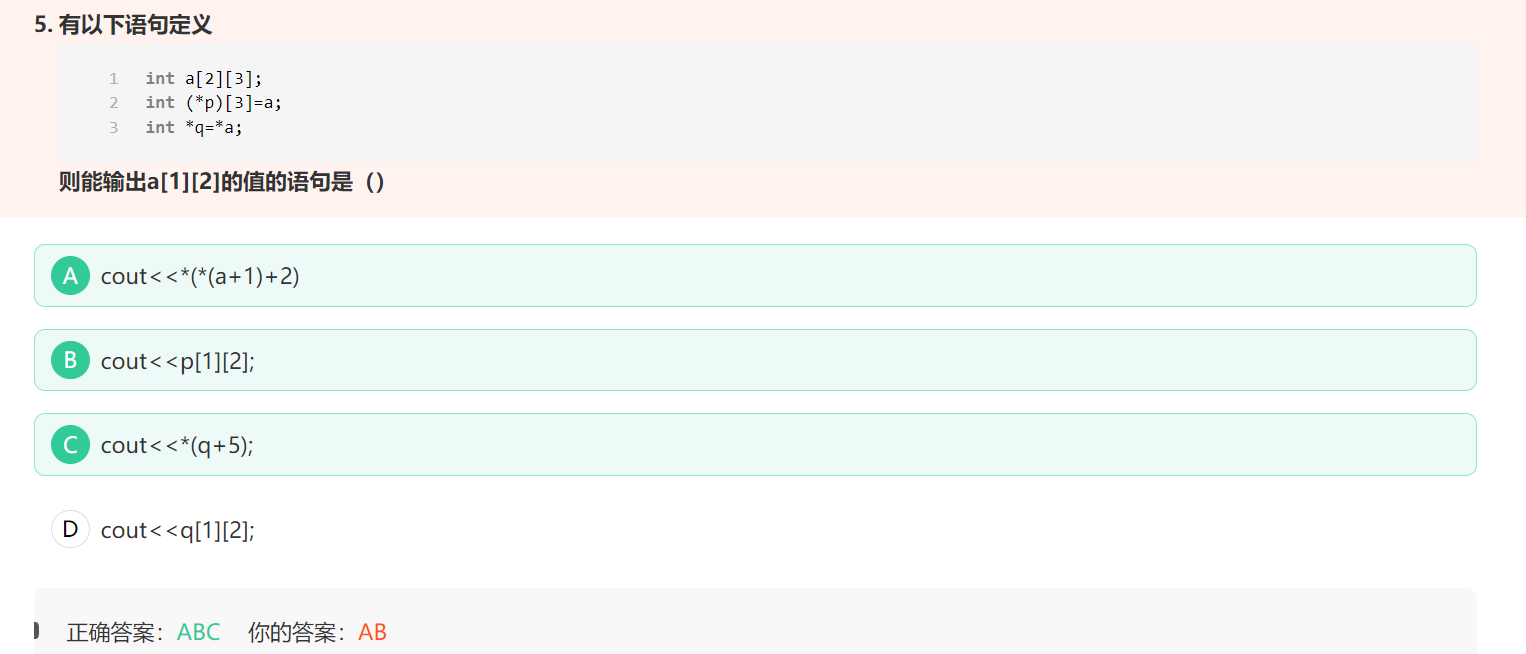 5. 有以下语句定义
1 int a[2][3];
2 int (*p)[3]=a;
3 int *q=*a;
则能输出a[1][2]的值的语句是（）
A cout<<*(*(a+1)+2)
B cout<<p[1][2];
C cout<<*(q+5);
D cout<<q[1][2];
正确答案：ABC 你的答案：AB